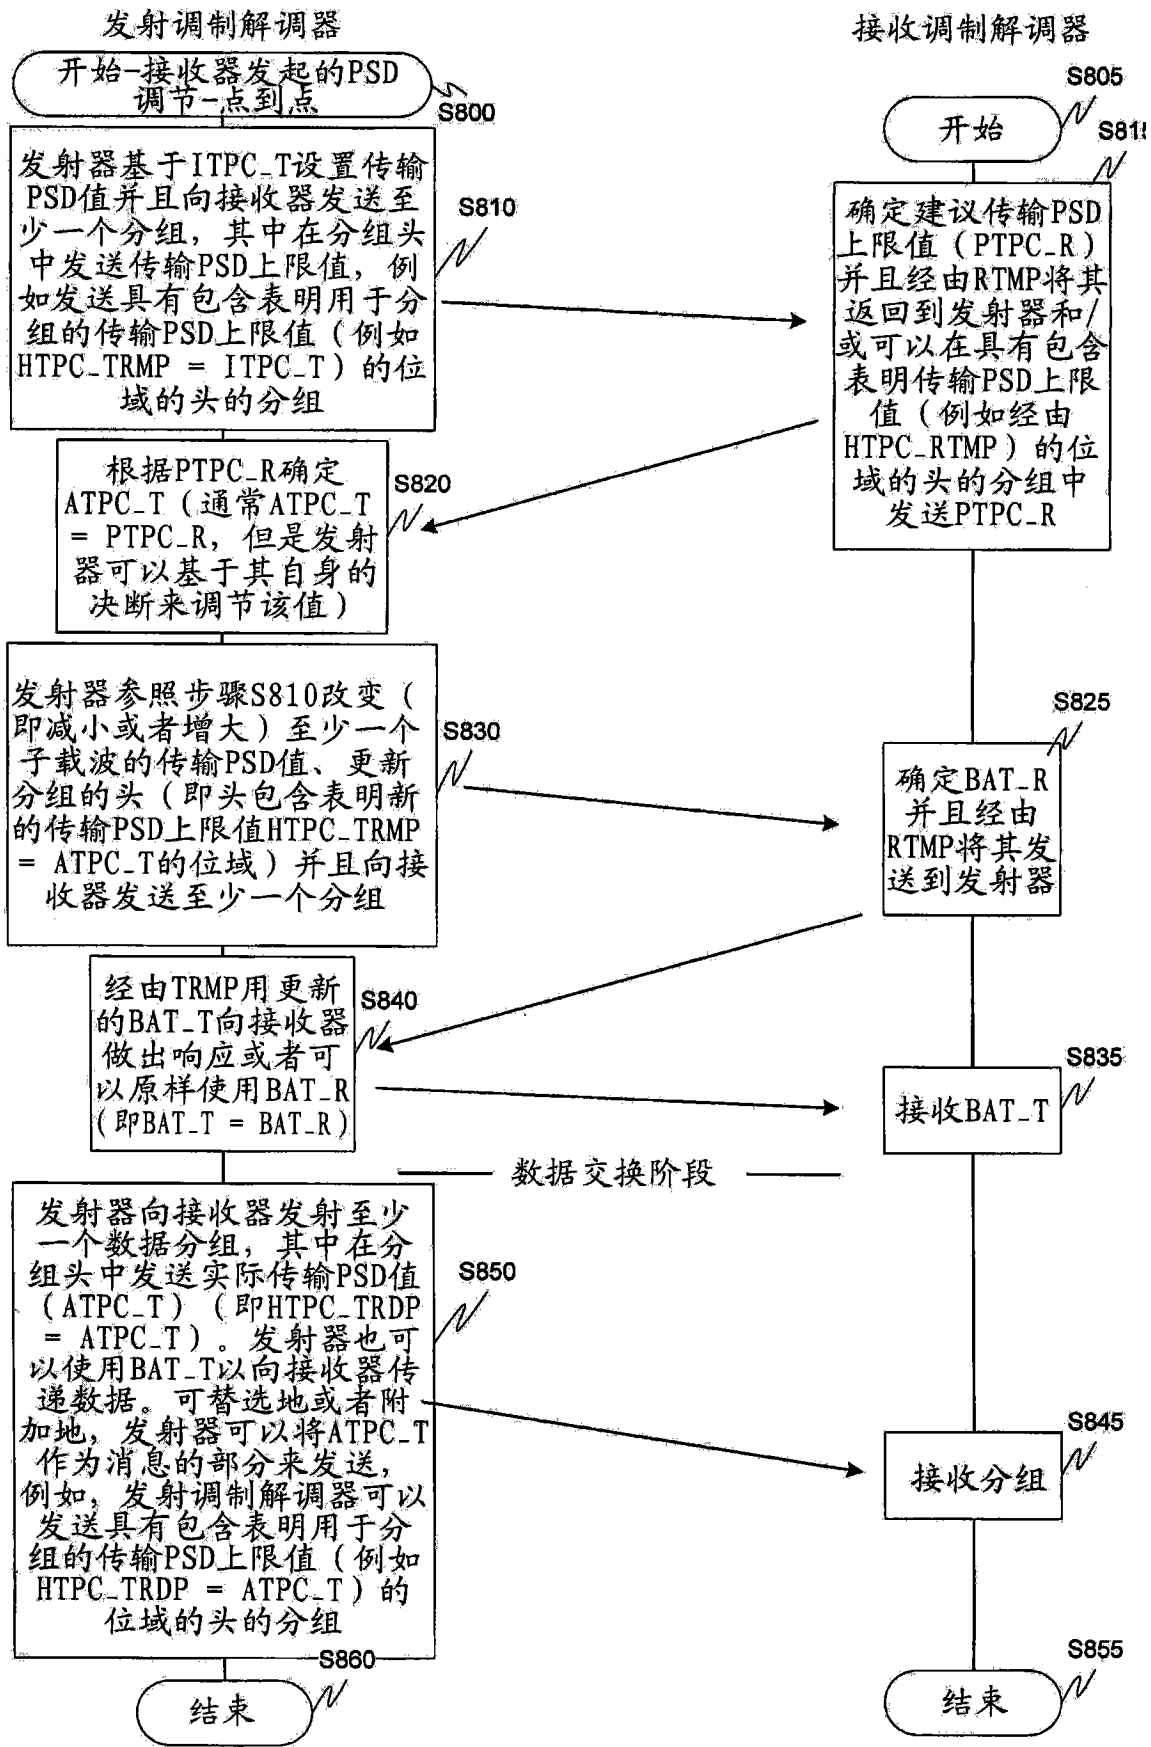 发射调制解调器
开始-接收器发起的PSD
调节-点到点
S800
发射器基于ITPC_T设置传输
PSD值并且向接收器发送至
少一个分组，其中在分组头
中发送传输PSD上限值，例
如发送具有包含表明用于分
组的传输PSD上限值（例如
HTPC_TRMP = ITPC_T）的位
域的头的分组
S810
根据PTPC_R确定
ATPC_T（通常ATPC_T
= PTPC_R，但是发射
器可以基于其自身的
决断来调节该值）
S820
发射器参照步骤S810改变（
即减小或者增大）至少一个
子载波的传输PSD值、更新
分组的头（即头包含表明新
的传输PSD上限值HTPC_TRMP
= ATPC_T的位域）并且向接
收器发送至少一个分组
S830
经由TRMP用更新
的BAT_T向接收器
做出响应或者可
以原样使用BAT_R
（即BAT_T = BAT_R）
S840
数据交换阶段
发射器向接收器发射至少
一个数据分组，其中在分
组头中发送实际传输PSD值
（ATPC_T）（即HTPC_TRDP
= ATPC_T）。发射器也可
以使用BAT_T以向接收器传
递数据。可替选地或者附
加地，发射器可以将ATPC_T
作为消息的部分来发送，
例如，发射调制解调器可以
发送具有包含表明用于分
组的传输PSD上限值（例如
HTPC_TRDP = ATPC_T）的
位域的头的分组
S850
S860
结束
接收调制解调器
S805
开始
S815
确定建议传输PSD
上限值（PTPC_R）
并且经由RTMP将其
返回到发射器和/
或可以在具有包含
表明传输PSD上限
值（例如经由
HTPC_RTMP）的位
域的头的分组中
发送PTPC_R
S825
确定BAT_R
并且经由
RTMP将其发
送到发射器
S835
接收BAT_T
S845
接收分组
S855
结束